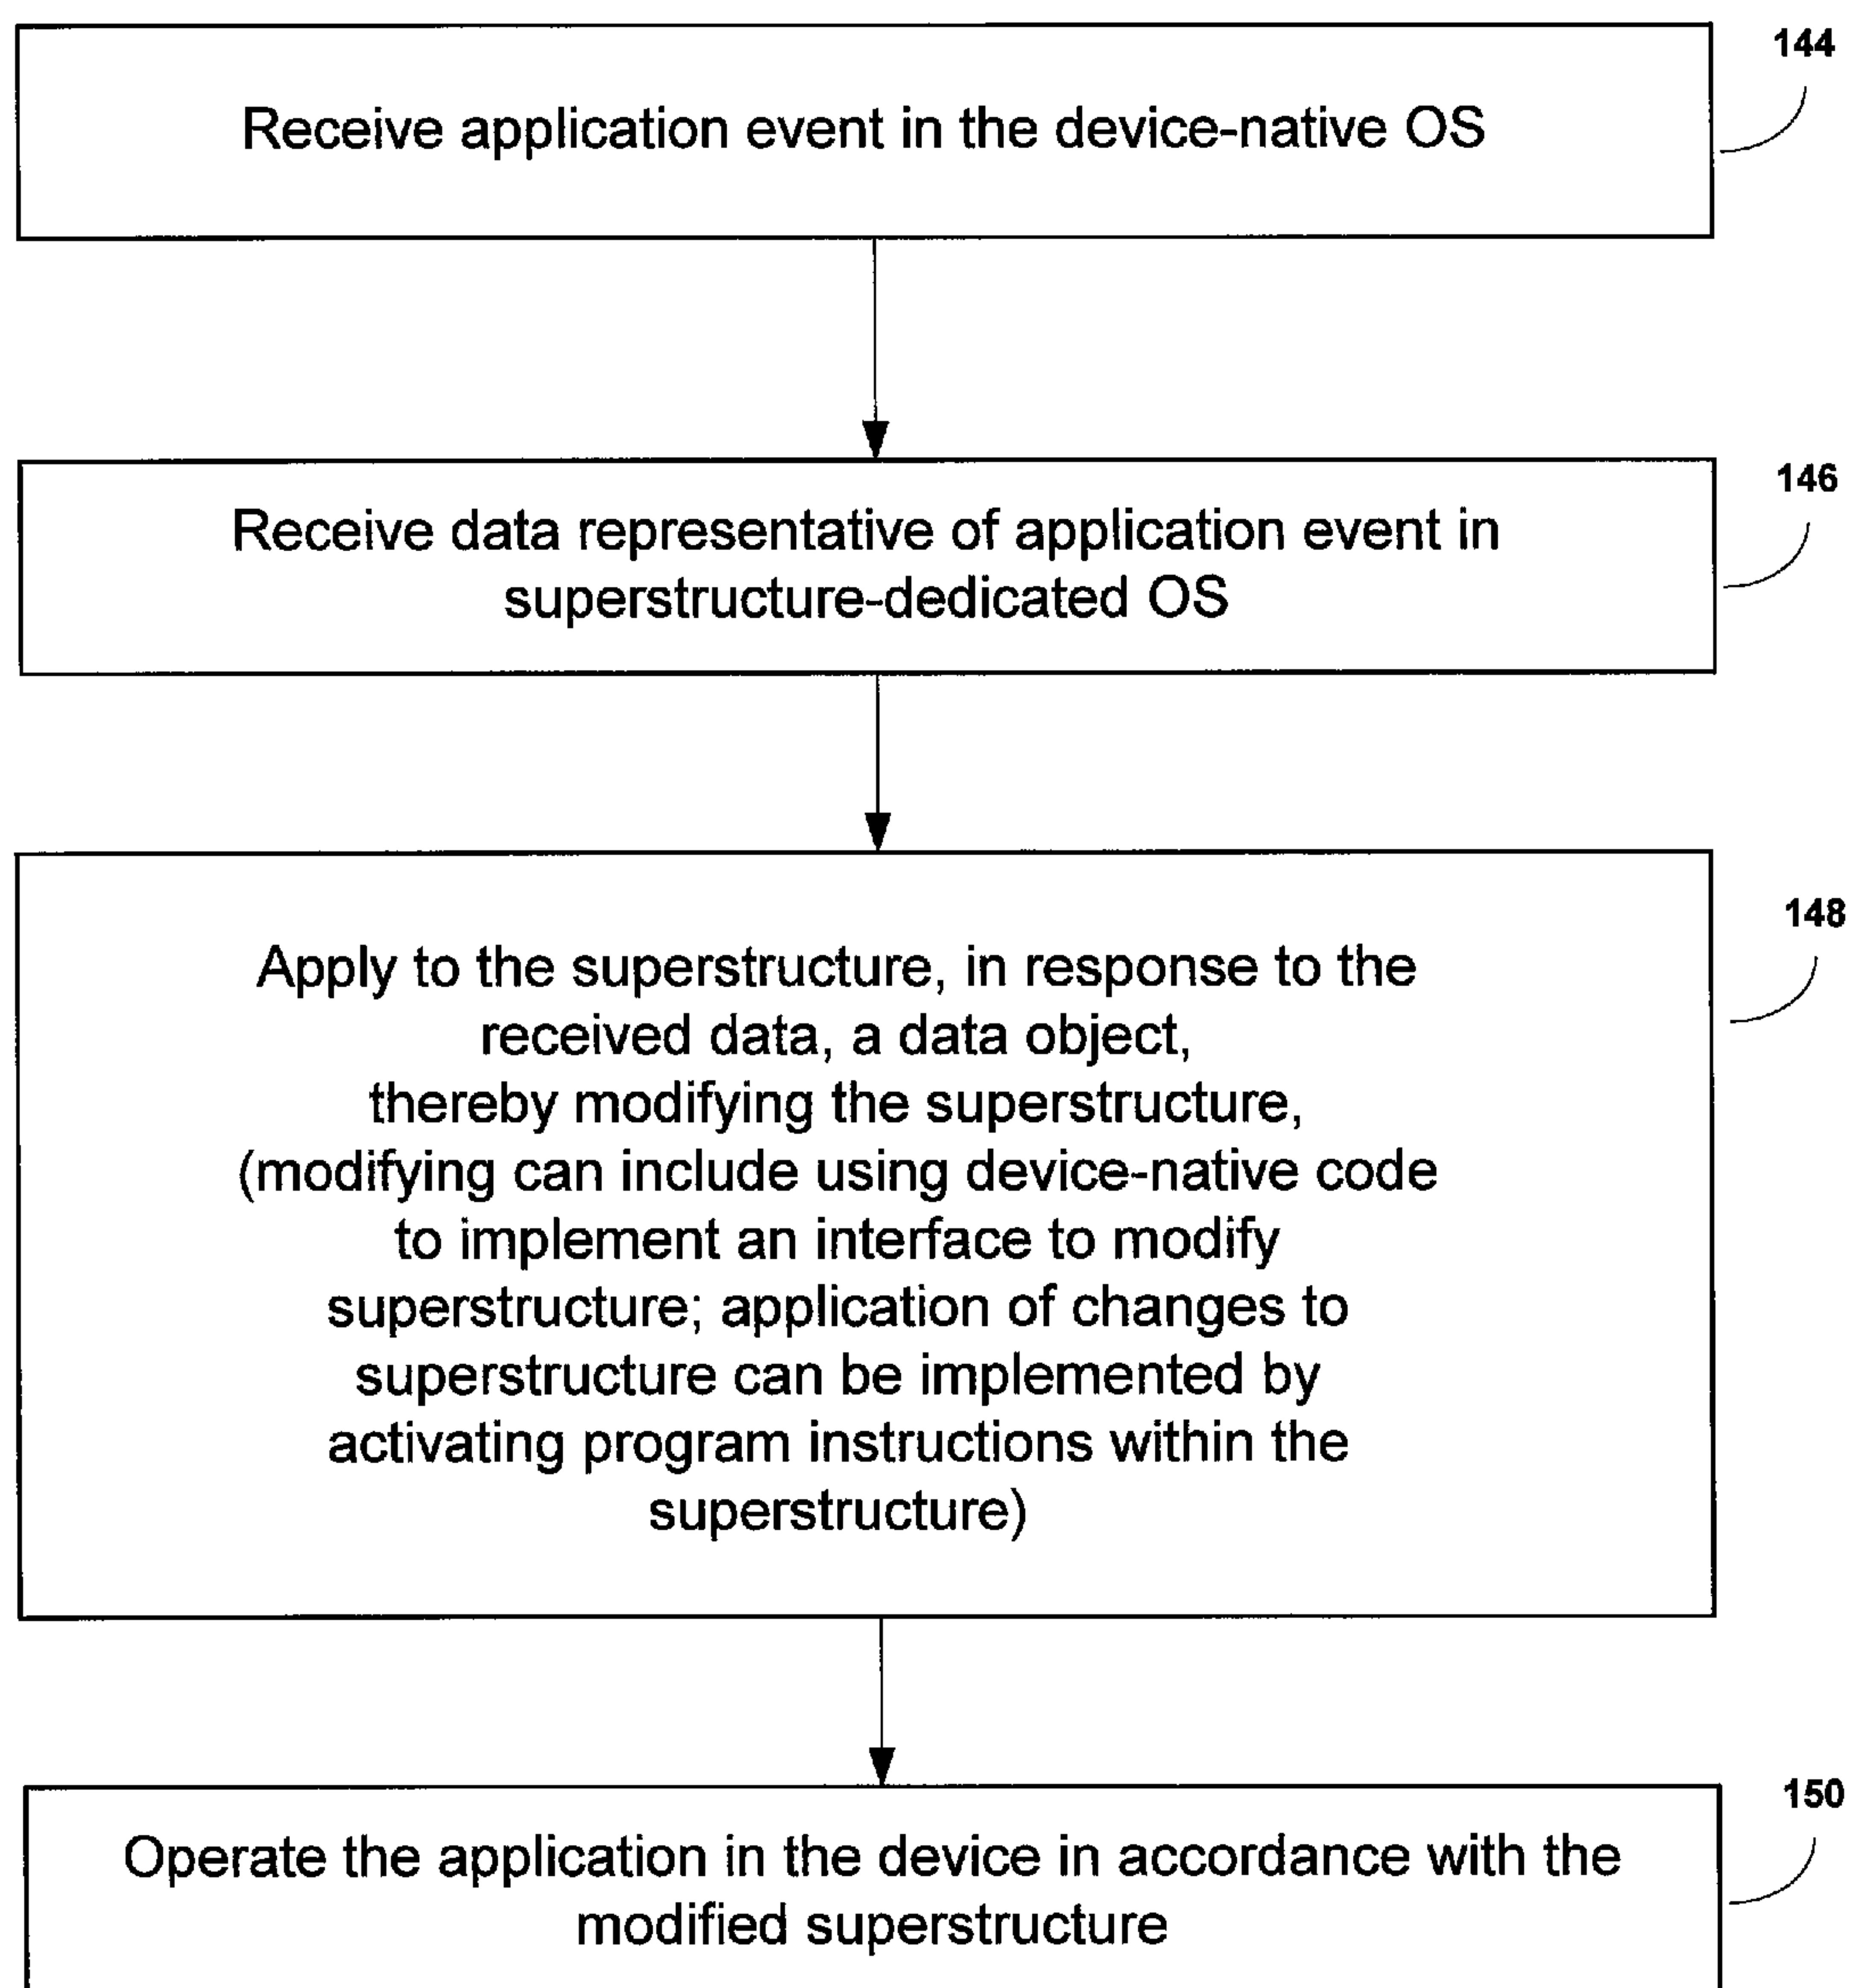 144
Receive application event in the device-native OS
146
Receive data representative of application event in
superstructure-dedicated OS
148
Apply to the superstructure, in response to the
received data, a data object,
thereby modifying the superstructure,
(modifying can include using device-native code
to implement an interface to modify
superstructure; application of changes to
superstructure can be implemented by
activating program instructions within the
superstructure)
150
Operate the application in the device in accordance with the
modified superstructure